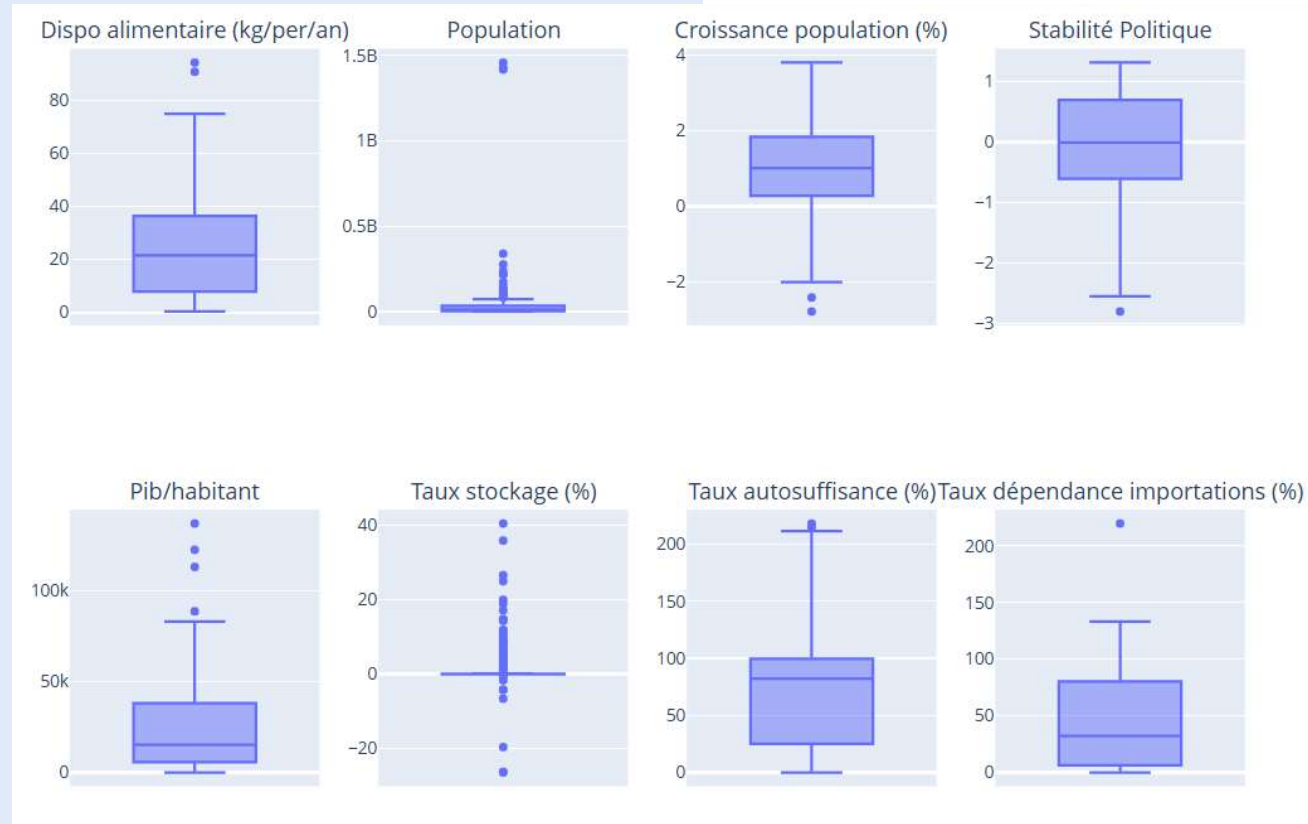 Dispo alimentaire (kg/per/an)
Population
Croissance population (%)
Stabilité Politique
80
60
40
20
0
1.5B
1B
0.5B
0
4
2
0
−2
1
0
−1
−2
−3
Pib/habitant
Taux stockage (%)
Taux autosuffisance (%)
Taux dépendance importations (%)
100k
50k
0
40
20
0
−20
200
150
100
50
0
200
150
100
50
0